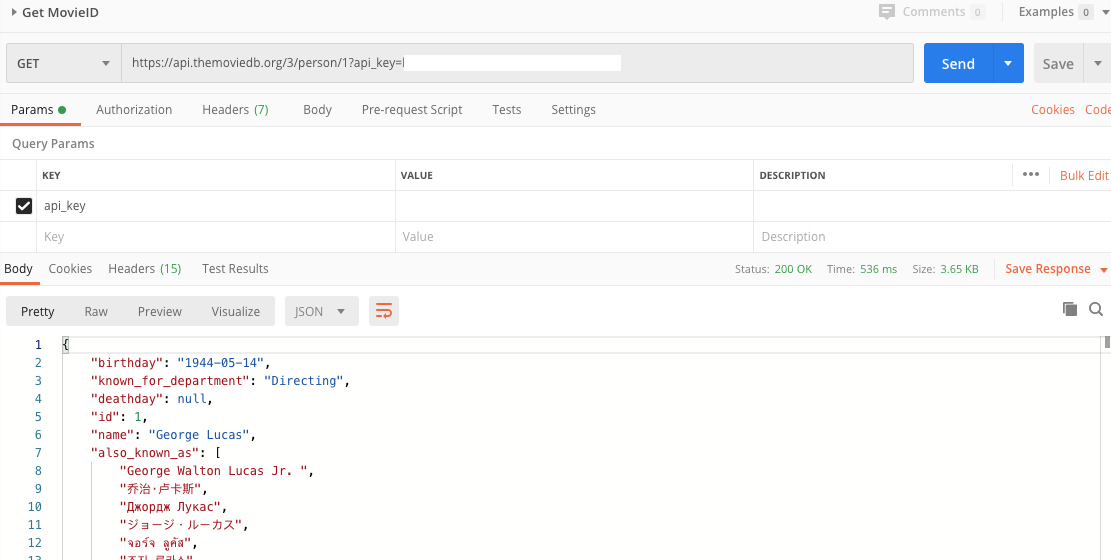 Get MovieID Comments 0 Examples 0
GET https://api.themoviedb.org/3/person/1?api_key= Send Save
Params Authorization Headers (7) Body Pre-request Script Tests Settings Cookies Code
Query Params
KEY VALUE DESCRIPTION ••• Bulk Edit
api_key
Key Value Description
Body Cookies Headers (15) Test Results Status: 200 OK Time: 536 ms Size: 3.65 KB Save Response
Pretty Raw Preview Visualize JSON
1 {
2 "birthday": "1944-05-14",
3 "known_for_department": "Directing",
4 "deathday": null,
5 "id": 1,
6 "name": "George Lucas",
7 "also_known_as": [
8 "George Walton Lucas Jr. ",
9 "乔治·卢卡斯",
10 "Джордж Лукас",
11 "ジョージ・ルーカス",
12 "จอร์จ ลูคัส",
13